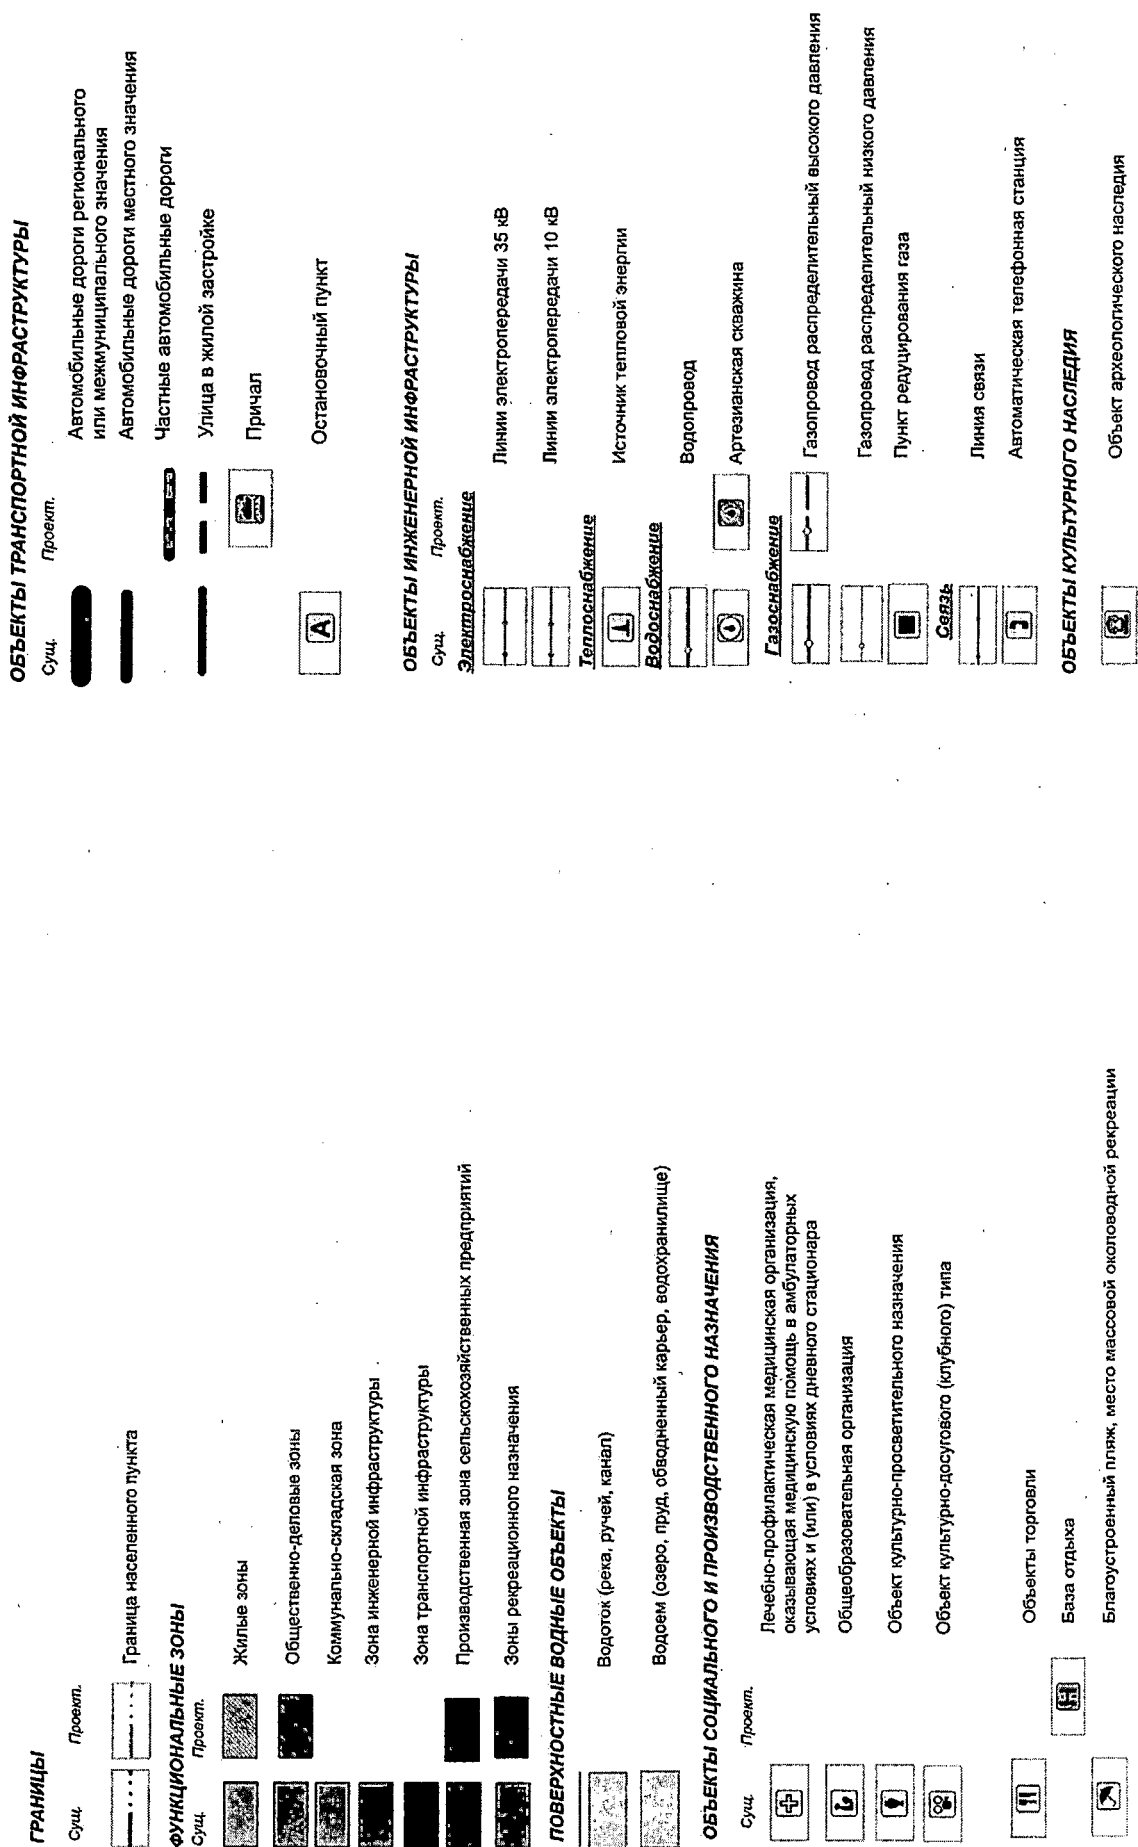 ГРАНИЦЫ
Сущ. Проект.
Граница населенного пункта
ФУНКЦИОНАЛЬНЫЕ ЗОНЫ
Сущ. Проект.
Жилые зоны
Общественно-деловые зоны
Коммунально-складская зона
Зона инженерной инфраструктуры
Зона транспортной инфраструктуры
Производственная зона сельскохозяйственных предприятий
Зоны рекреационного назначения
ПОВЕРХНОСТНЫЕ ВОДНЫЕ ОБЪЕКТЫ
Водоток (река, ручей, канал)
Водоем (озеро, пруд, обводненный карьер, водохранилище)
ОБЪЕКТЫ СОЦИАЛЬНОГО И ПРОИЗВОДСТВЕННОГО НАЗНАЧЕНИЯ
Сущ. Проект.
Лечебно-профилактическая медицинская организация,
оказывающая медицинскую помощь в амбулаторных
условиях и (или) в условиях дневного стационара
Общеобразовательная организация
Объект культурно-просветительного назначения
Объект культурно-досугового (клубного) типа
Объекты торговли
База отдыха
Благоустроенный пляж, место массовой околоводной рекреации
ОБЪЕКТЫ ТРАНСПОРТНОЙ ИНФРАСТРУКТУРЫ
Сущ. Проект.
Автомобильные дороги регионального
или межмуниципального значения
Автомобильные дороги местного значения
Частные автомобильные дороги
Улица в жилой застройке
Причал
А Остановочный пункт
ОБЪЕКТЫ ИНЖЕНЕРНОЙ ИНФРАСТРУКТУРЫ
Сущ. Проект.
Электроснабжение
Линии электропередачи 35 кВ
Линии электропередачи 10 кВ
Теплоснабжение
Источник тепловой энергии
Водоснабжение
Водопровод
Артезианская скважина
Газоснабжение
Газопровод распределительный высокого давления
Газопровод распределительный низкого давления
Пункт редуцирования газа
Связь
Линия связи
Автоматическая телефонная станция
ОБЪЕКТЫ КУЛЬТУРНОГО НАСЛЕДИЯ
Объект археологического наследия